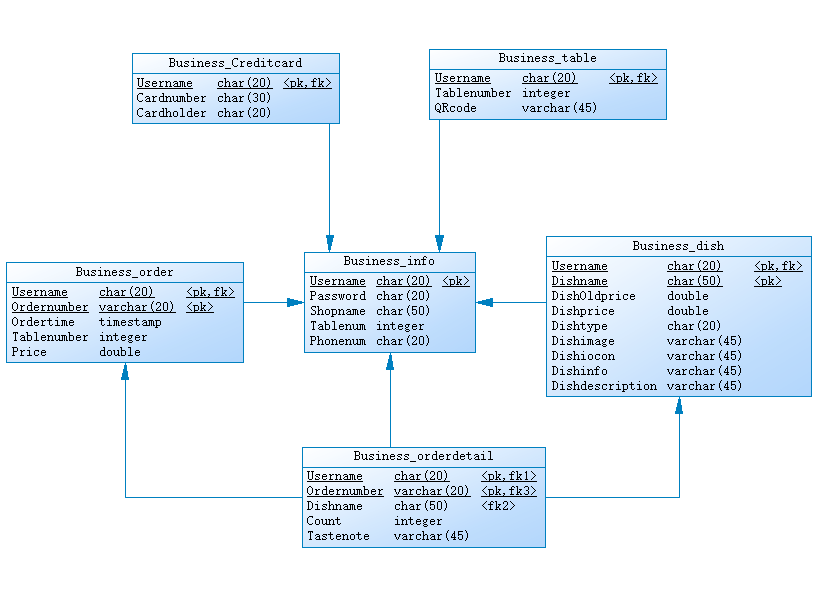 Business_Creditcard
Username char(20) <pk,fk>
Cardnumber char(30)
Cardholder char(20)
Business_table
Username char(20) <pk,fk>
Tablenumber integer
QRcode varchar(45)
Business_order
Username char(20) <pk,fk>
Ordernumber varchar(20) <pk>
Ordertime timestamp
Tablenumber integer
Price double
Business_info
Username char(20) <pk>
Password char(20)
Shopname char(50)
Tablenum integer
Phonenum char(20)
Business_dish
Username char(20) <pk,fk>
Dishname char(50) <pk>
DishOldprice double
Dishprice double
Dishtype char(20)
Dishimage varchar(45)
Dishiocon varchar(45)
Dishinfo varchar(45)
Dishdescription varchar(45)
Business_orderdetail
Username char(20) <pk,fk1>
Ordernumber varchar(20) <pk,fk3>
Dishname char(50) <fk2>
Count integer
Tastenote varchar(45)